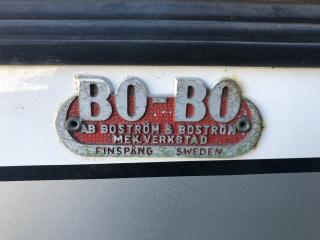 BO-BO
AB BOSTRÖM & BOSTRÖM
MEK.VERKSTAD
FINSPÅNG SWEDEN